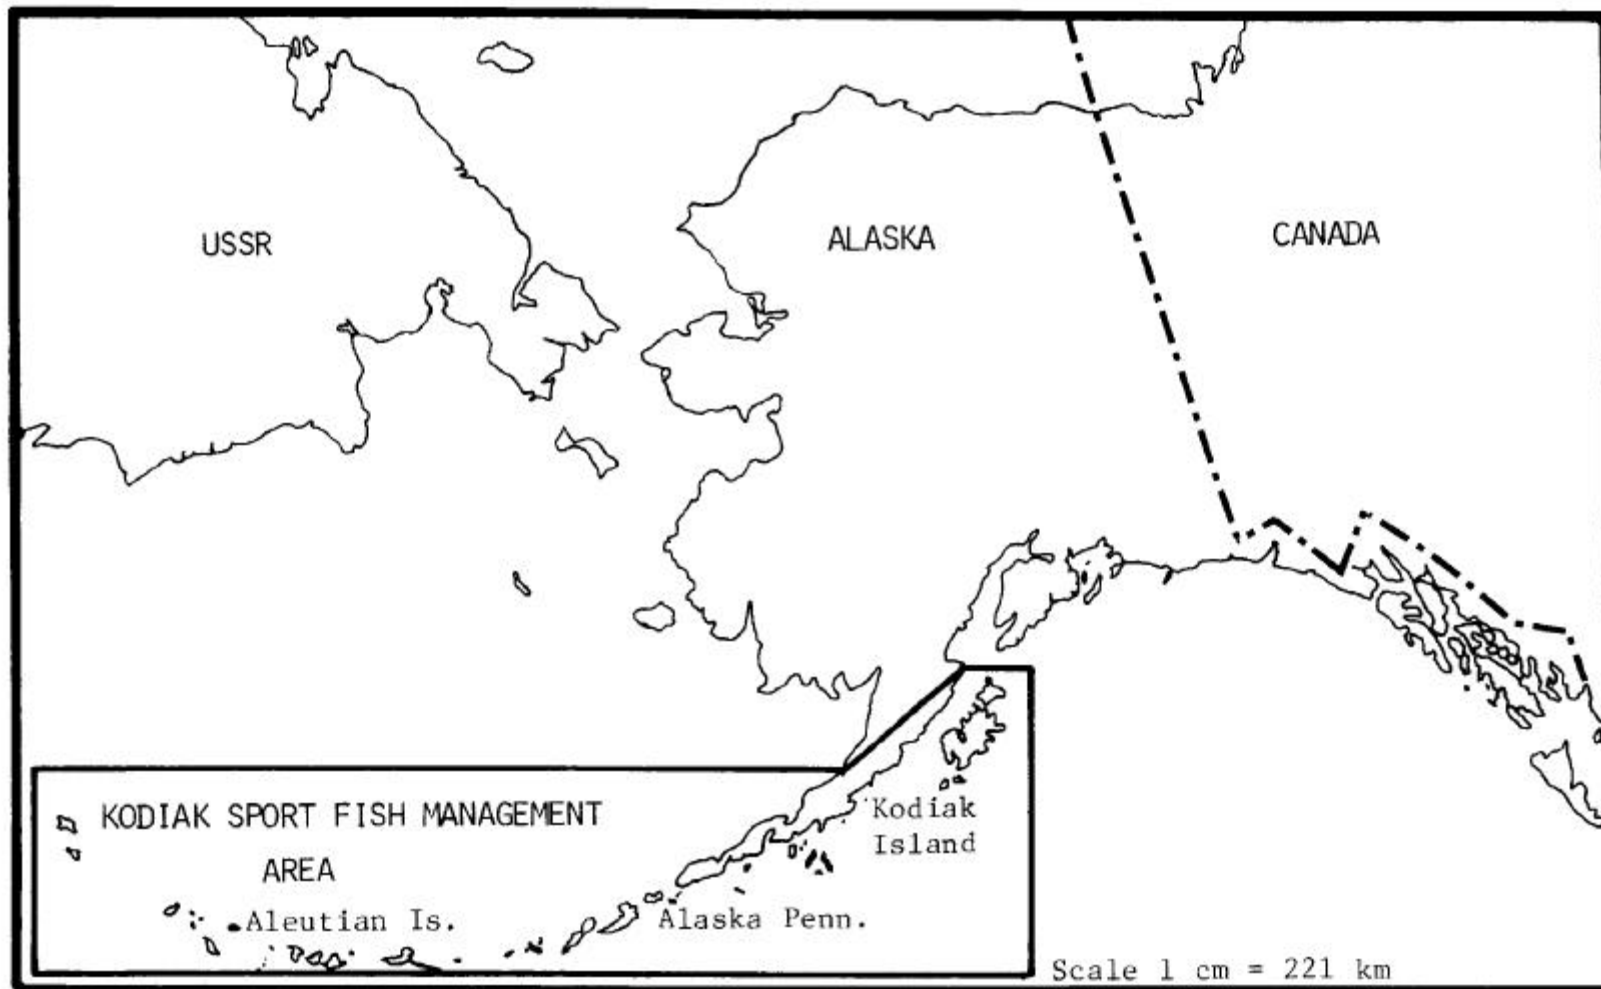 USSR
ALASKA
CANADA
KODIAK SPORT FISH MANAGEMENT
AREA
Kodiak
Island
Aleutian Is.
Alaska Penn.
Scale 1 cm = 221 km